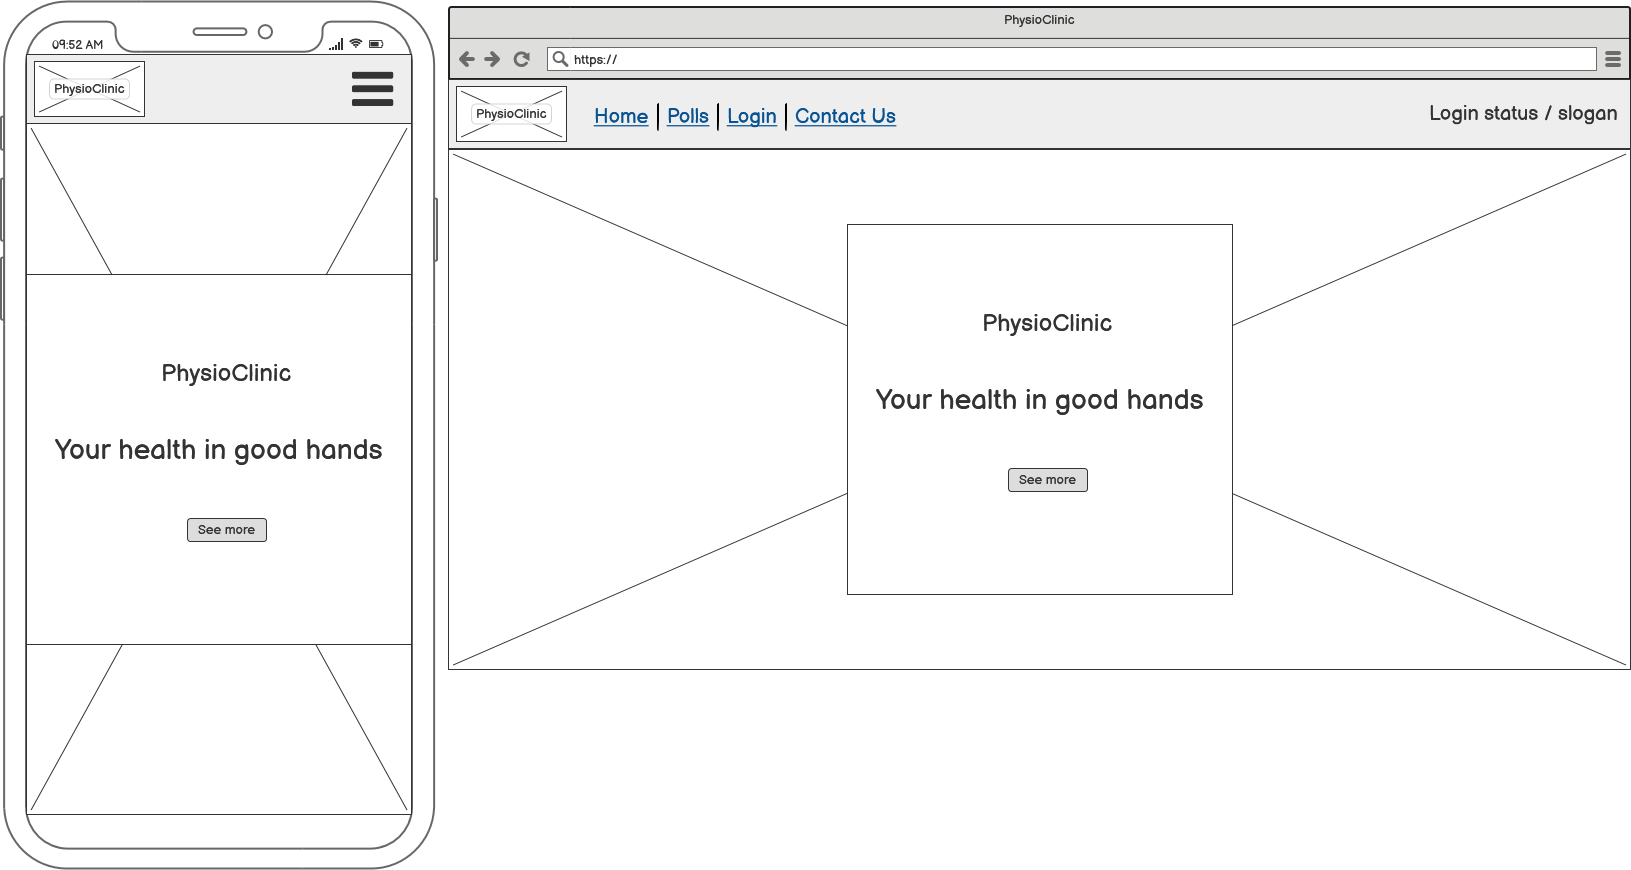 09:52 AM
PhysioClinic
PhysioClinic
Your health in good hands
See more
PhysioClinic
https://
PhysioClinic
Home Polls Login Contact Us
Login status / slogan
PhysioClinic
Your health in good hands
See more